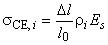 σCE, i = Δl / l0 ρi Es